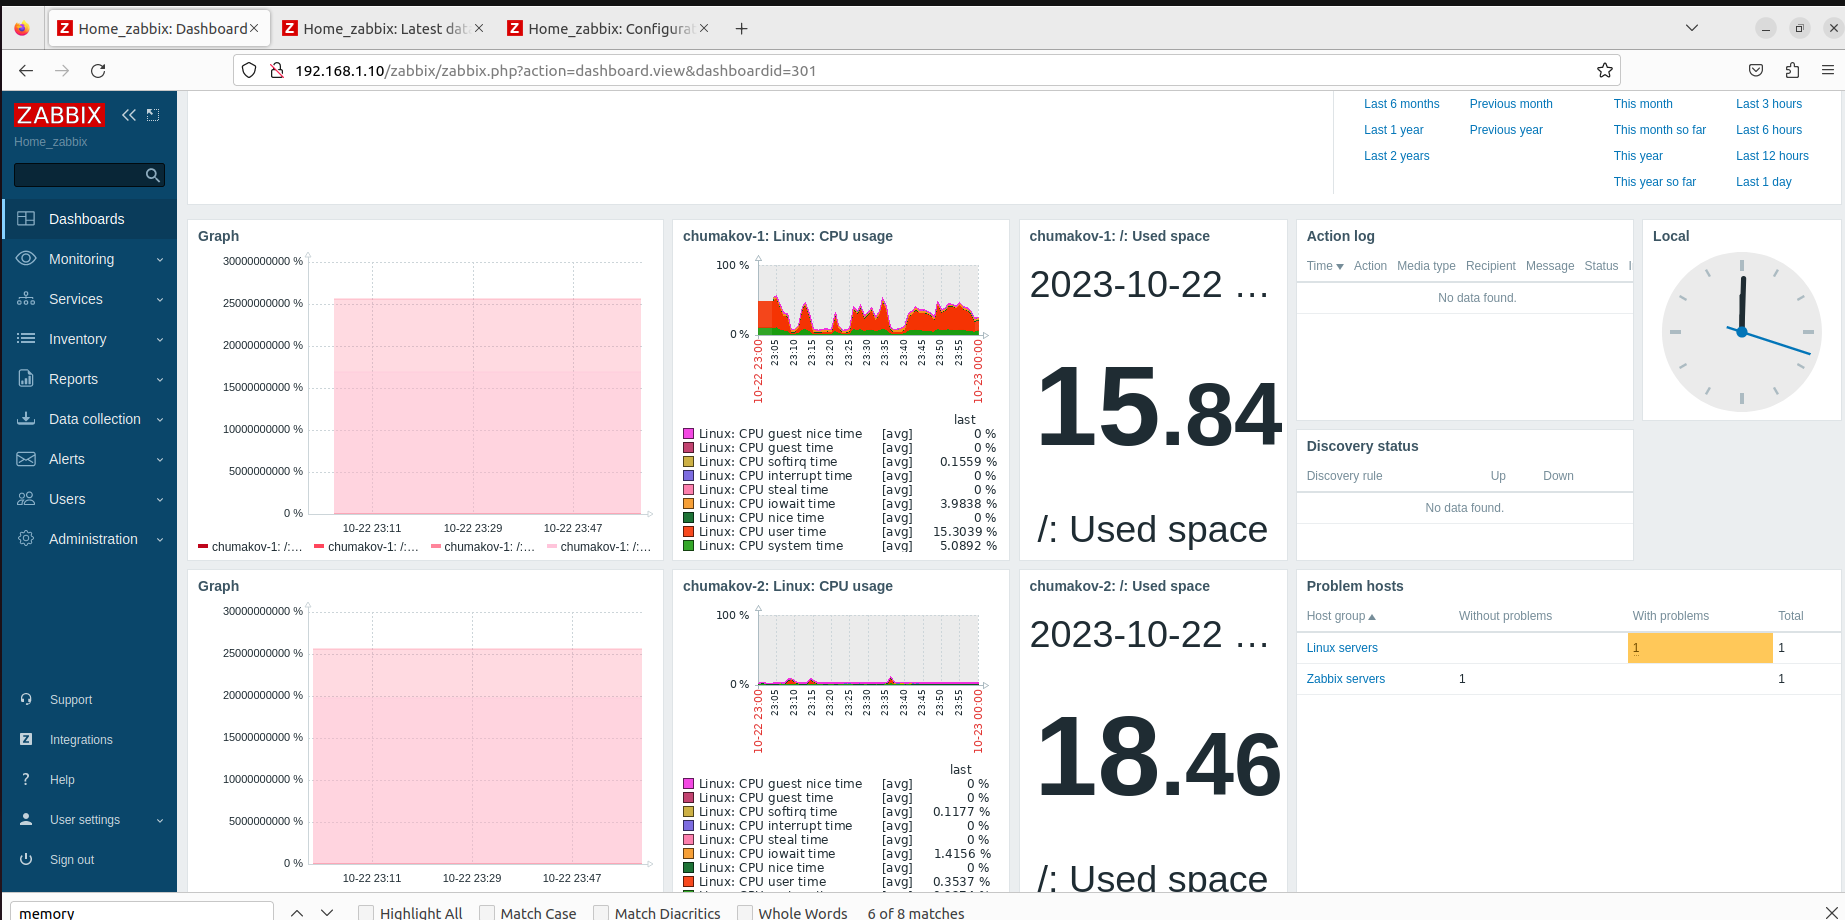 Home_zabbix: Dashboard
Home_zabbix: Latest dat
Home_zabbix: Configurat
192.168.1.10/zabbix/zabbix.php?action=dashboard.view&dashboardid=301
ZABBIX
Home_zabbix
Dashboards
Monitoring
Services
Inventory
Reports
Data collection
Alerts
Users
Administration
Support
Integrations
Help
User settings
Sign out
Last 6 months Previous month This month Last 3 hours
Last 1 year Previous year This month so far Last 6 hours
Last 2 years This year Last 12 hours
This year so far Last 1 day
Graph
30000000000 %
25000000000 %
20000000000 %
15000000000 %
10000000000 %
5000000000 %
0 %
10-22 23:11 10-22 23:29 10-22 23:47
chumakov-1: /:... chumakov-1: /:... chumakov-1: /:... chumakov-1: /:...
chumakov-1: Linux: CPU usage
100 %
0 %
10-22 23:00 23:05 23:10 23:15 23:20 23:25 23:30 23:35 23:40 23:45 23:50 23:55 10-23 00:00
last
Linux: CPU guest nice time [avg] 0 %
Linux: CPU guest time [avg] 0 %
Linux: CPU softirq time [avg] 0.1559 %
Linux: CPU interrupt time [avg] 0 %
Linux: CPU steal time [avg] 0 %
Linux: CPU iowait time [avg] 3.9838 %
Linux: CPU nice time [avg] 0 %
Linux: CPU user time [avg] 15.3039 %
Linux: CPU system time [avg] 5.0892 %
chumakov-1: /: Used space
2023-10-22 ...
15.84
/: Used space
Action log
Time Action Media type Recipient Message Status
No data found.
Local
Discovery status
Discovery rule Up Down
No data found.
Graph
30000000000 %
25000000000 %
20000000000 %
15000000000 %
10000000000 %
5000000000 %
0 %
10-22 23:11 10-22 23:29 10-22 23:47
chumakov-2: Linux: CPU usage
100 %
0 %
10-22 23:00 23:05 23:10 23:15 23:20 23:25 23:30 23:35 23:40 23:45 23:50 23:55 10-23 00:00
last
Linux: CPU guest nice time [avg] 0 %
Linux: CPU guest time [avg] 0 %
Linux: CPU softirq time [avg] 0.1177 %
Linux: CPU interrupt time [avg] 0 %
Linux: CPU steal time [avg] 0 %
Linux: CPU iowait time [avg] 1.4156 %
Linux: CPU nice time [avg] 0 %
Linux: CPU user time [avg] 0.3537 %
chumakov-2: /: Used space
2023-10-22 ...
18.46
/: Used space
Problem hosts
Host group Without problems With problems Total
Linux servers 1 1
Zabbix servers 1 1
memory
Highlight All Match Case Match Diacritics Whole Words 6 of 8 matches